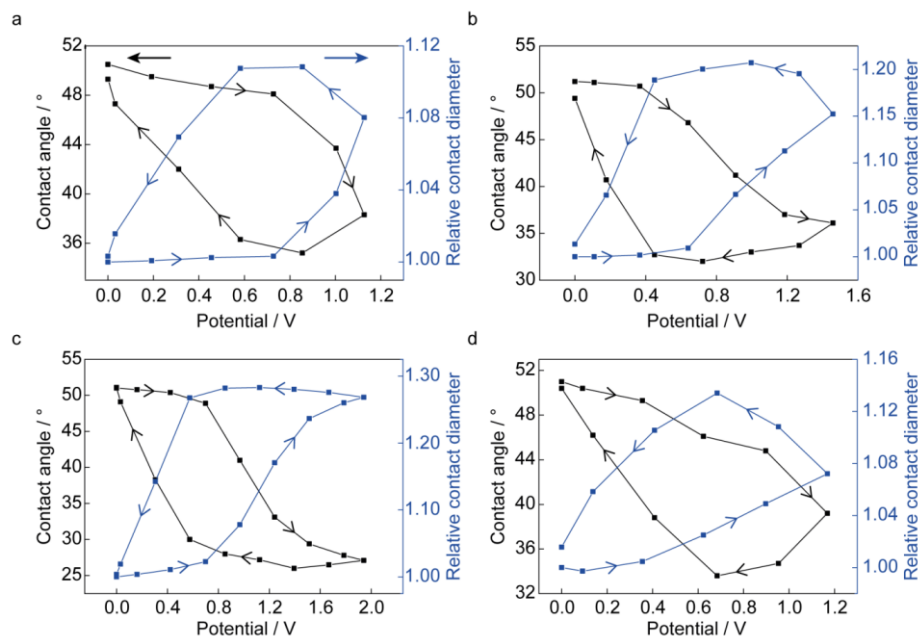 a
52
48
44
40
36
Contact angle / °
0.0 0.2 0.4 0.6 0.8 1.0 1.2
Potential / V
1.12
1.08
1.04
1.00
Relative contact diameter
b
55
50
45
40
35
30
Contact angle / °
0.0 0.4 0.8 1.2 1.6
Potential / V
1.20
1.15
1.10
1.05
1.00
Relative contact diameter
c
55
50
45
40
35
30
25
Contact angle / °
0.0 0.4 0.8 1.2 1.6 2.0
Potential / V
1.30
1.20
1.10
1.00
Relative contact diameter
d
52
48
44
40
36
32
Contact angle / °
0.0 0.2 0.4 0.6 0.8 1.0 1.2
Potential / V
1.16
1.12
1.08
1.04
1.00
Relative contact diameter